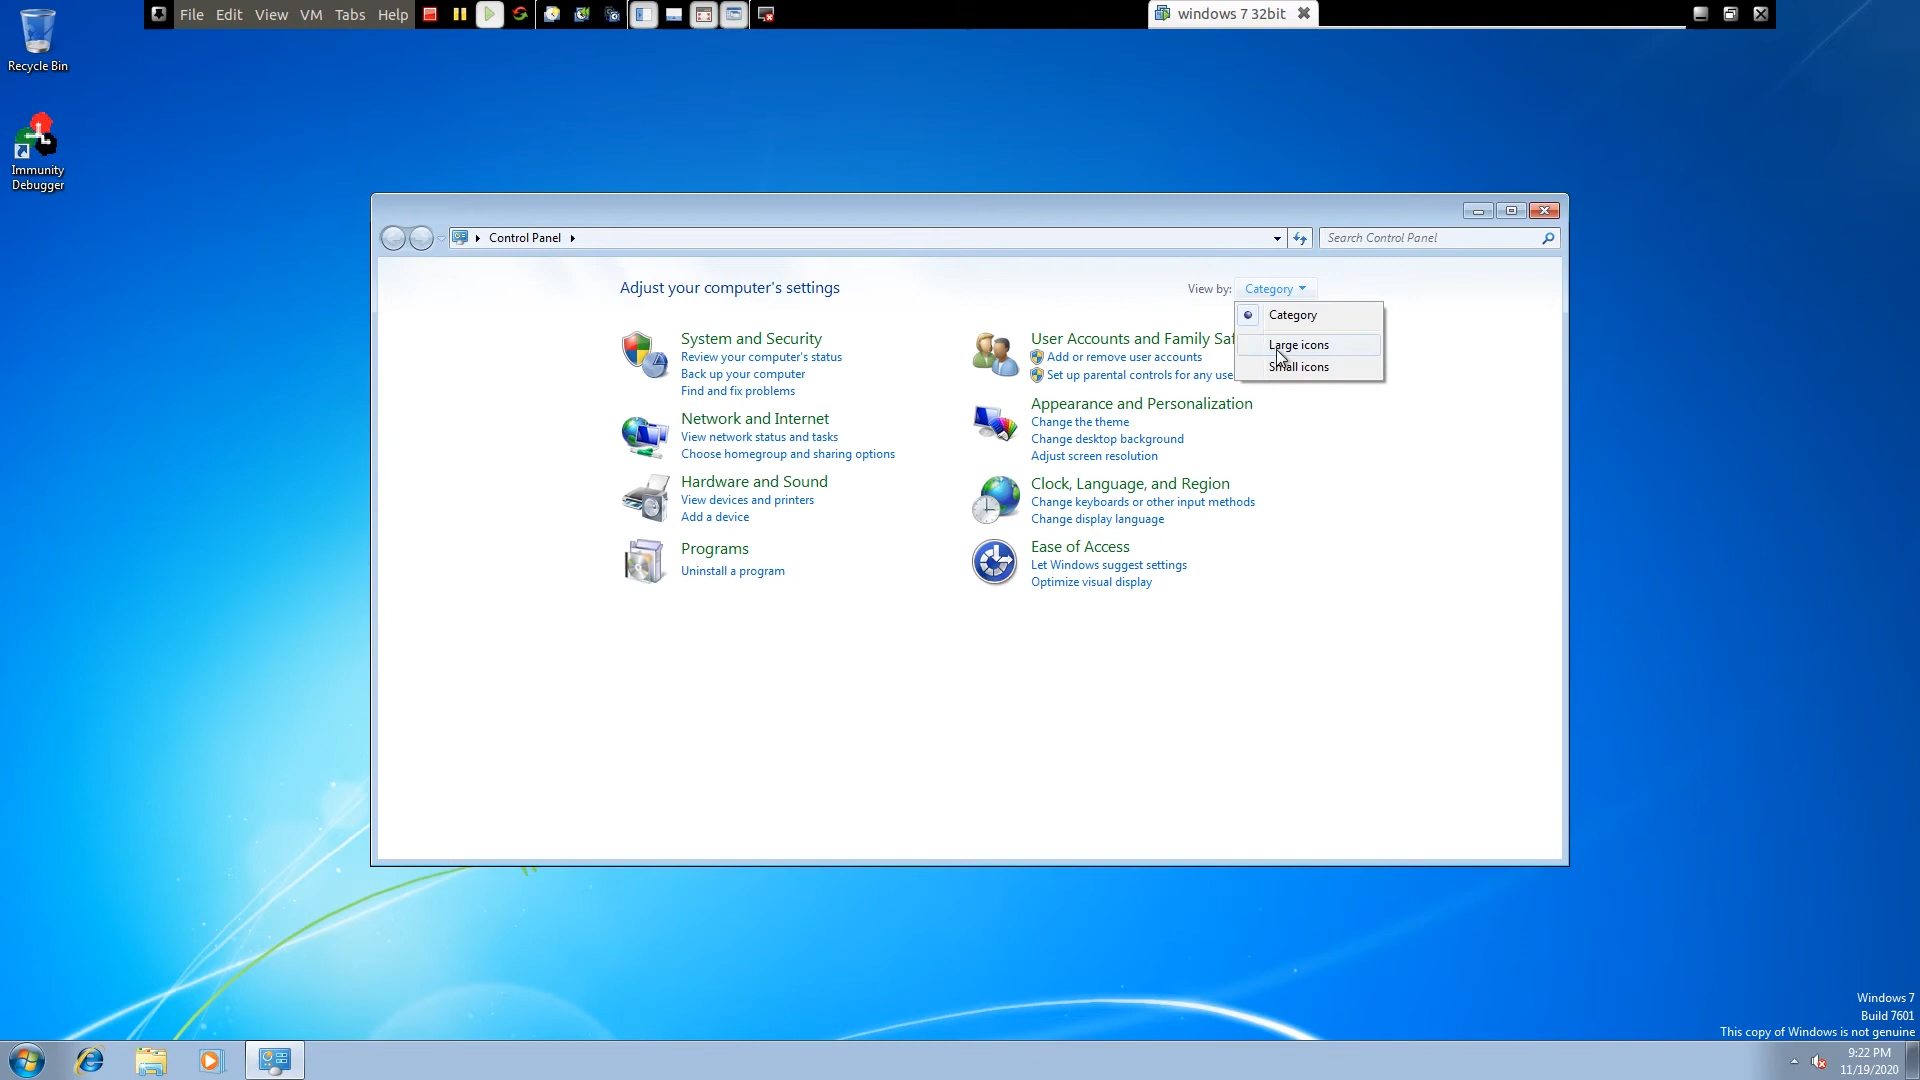 File Edit View VM Tabs Help
windows 7 32bit
Recycle Bin
Immunity
Debugger
Control Panel
Search Control Panel
Adjust your computer's settings
View by: Category
Category
Large icons
Small icons
System and Security
Review your computer's status
Back up your computer
Find and fix problems
Network and Internet
View network status and tasks
Choose homegroup and sharing options
Hardware and Sound
View devices and printers
Add a device
Programs
Uninstall a program
User Accounts and Family Saf
Add or remove user accounts
Set up parental controls for any use
Appearance and Personalization
Change the theme
Change desktop background
Adjust screen resolution
Clock, Language, and Region
Change keyboards or other input methods
Change display language
Ease of Access
Let Windows suggest settings
Optimize visual display
Windows 7
Build 7601
This copy of Windows is not genuine
9:22 PM
11/19/2020